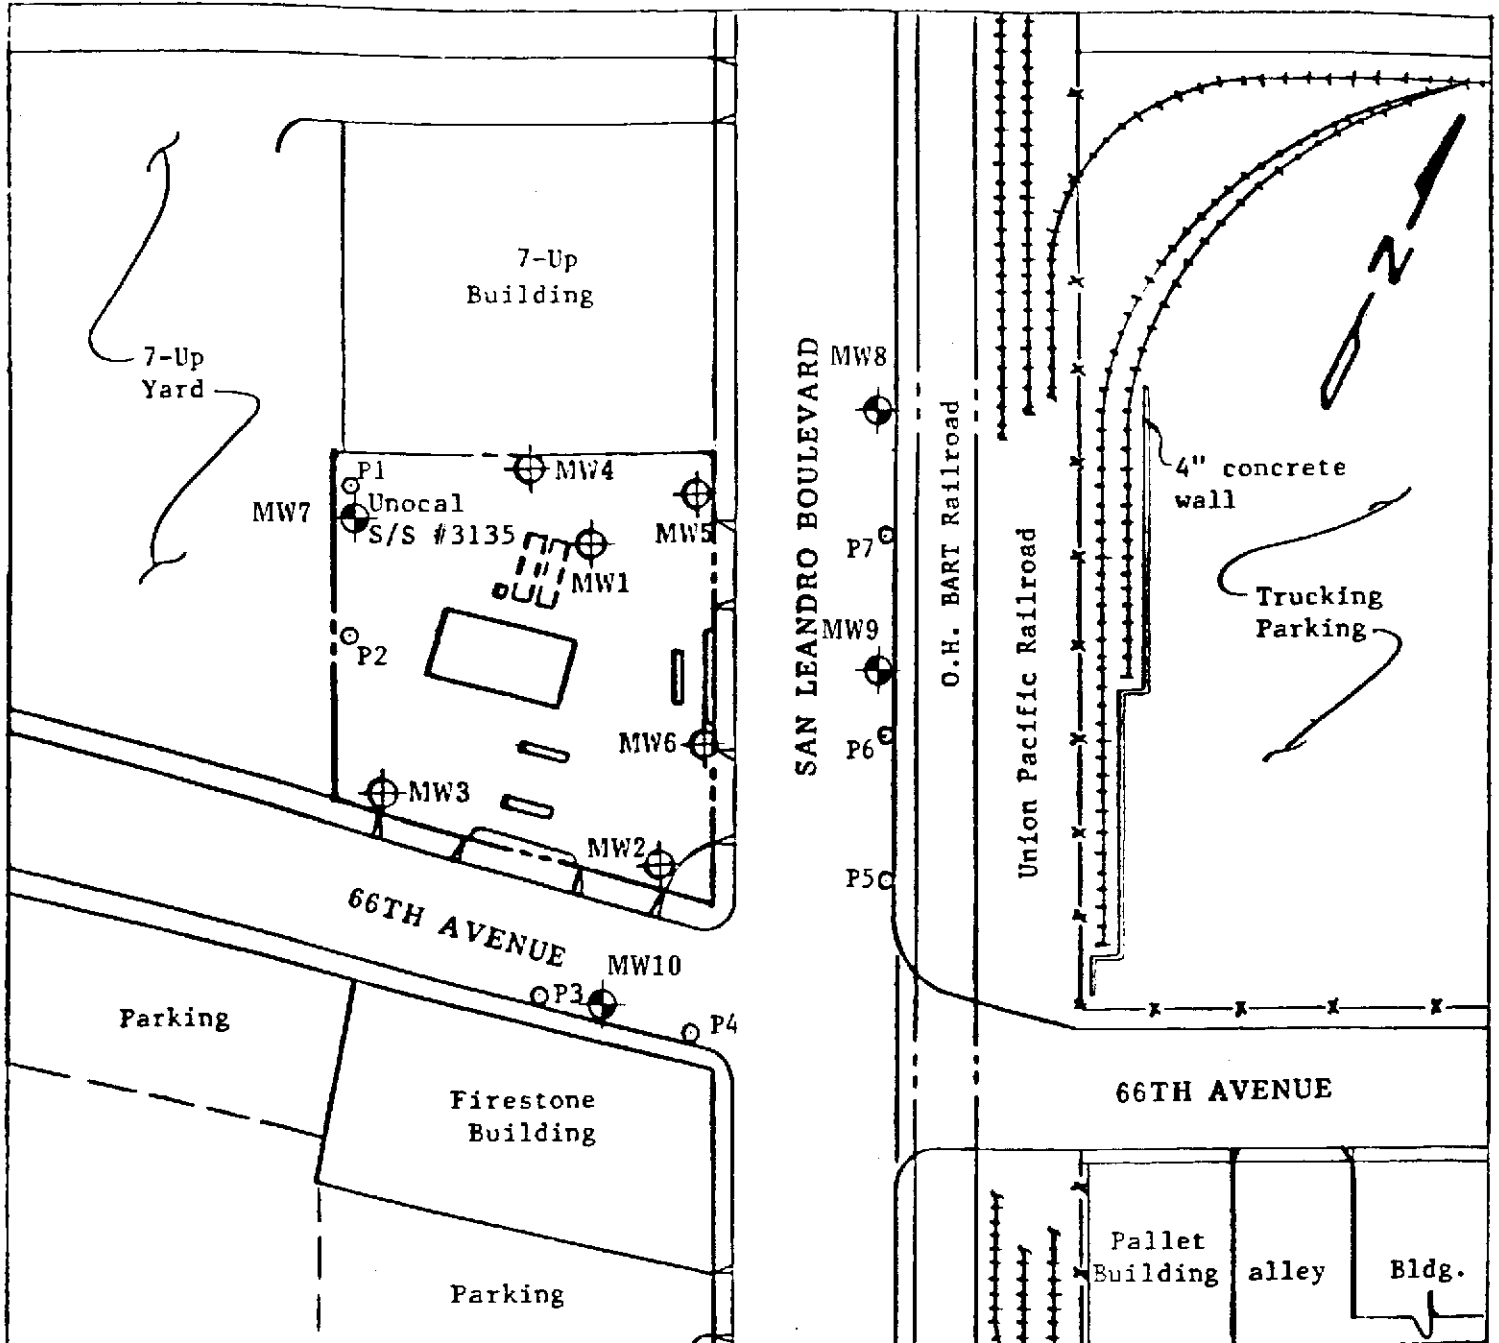 7-Up
Building
7-Up
Yard
N
MW8
SAN LEANDRO BOULEVARD
O.H. BART Railroad
Union Pacific Railroad
4" concrete
wall
P1
MW4
MW7
Unocal
S/S #3135
MW5
MW1
P7
Trucking
Parking
P2
MW9
MW6
P6
MW3
MW2
P5
66TH AVENUE
MW10
P3
P4
Parking
66TH AVENUE
Firestone
Building
Pallet
Building
alley
Bldg.
Parking